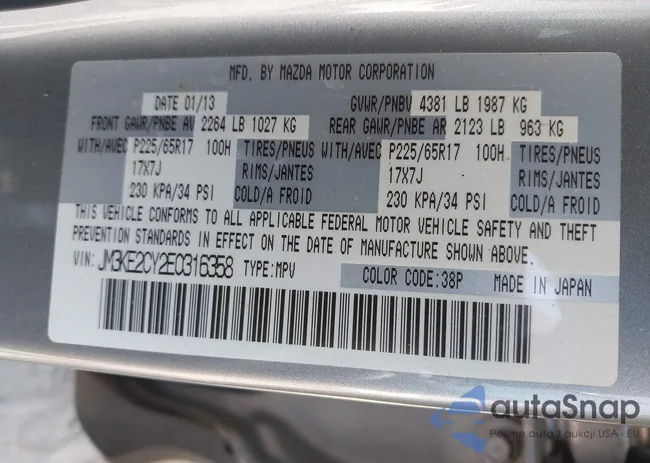 MFD. BY MAZDA MOTOR CORPORATION
DATE 01/13 GVWR/PNBV 4381 LB 1987 KG
FRONT GAWR/PNBE AV 2264 LB 1027 KG REAR GAWR/PNBE AR 2123 LB 963 KG
WITH/AVEC P225/65R17 100H TIRES/PNEUS WITH/AVEC P225/65R17 100H TIRES/PNEUS
17X7J RIMS/JANTES 17X7J RIMS/JANTES
230 KPA/34 PSI COLD/A FROID 230 KPA/34 PSI COLD/A FROID
THIS VEHICLE CONFORMS TO ALL APPLICABLE FEDERAL MOTOR VEHICLE SAFETY AND THEFT
PREVENTION STANDARDS IN EFFECT ON THE DATE OF MANUFACTURE SHOWN ABOVE.
VIN: JM3KE2CY2E0316358 TYPE:MPV COLOR CODE:38P MADE IN JAPAN
autaSnap
Pewne auta z aukcji USA i EU